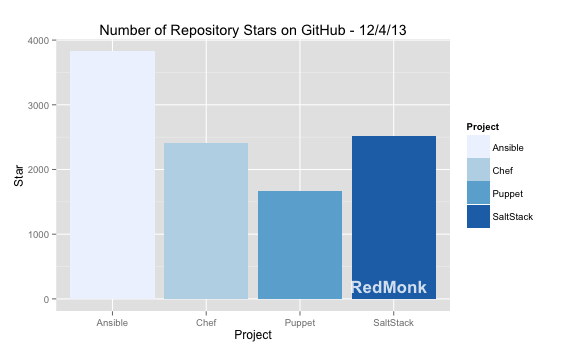 Number of Repository Stars on GitHub - 12/4/13
4000
3000
2000
1000
0
Star
Ansible
Chef
Puppet
SaltStack
Project
Project
Ansible
Chef
Puppet
SaltStack
RedMonk